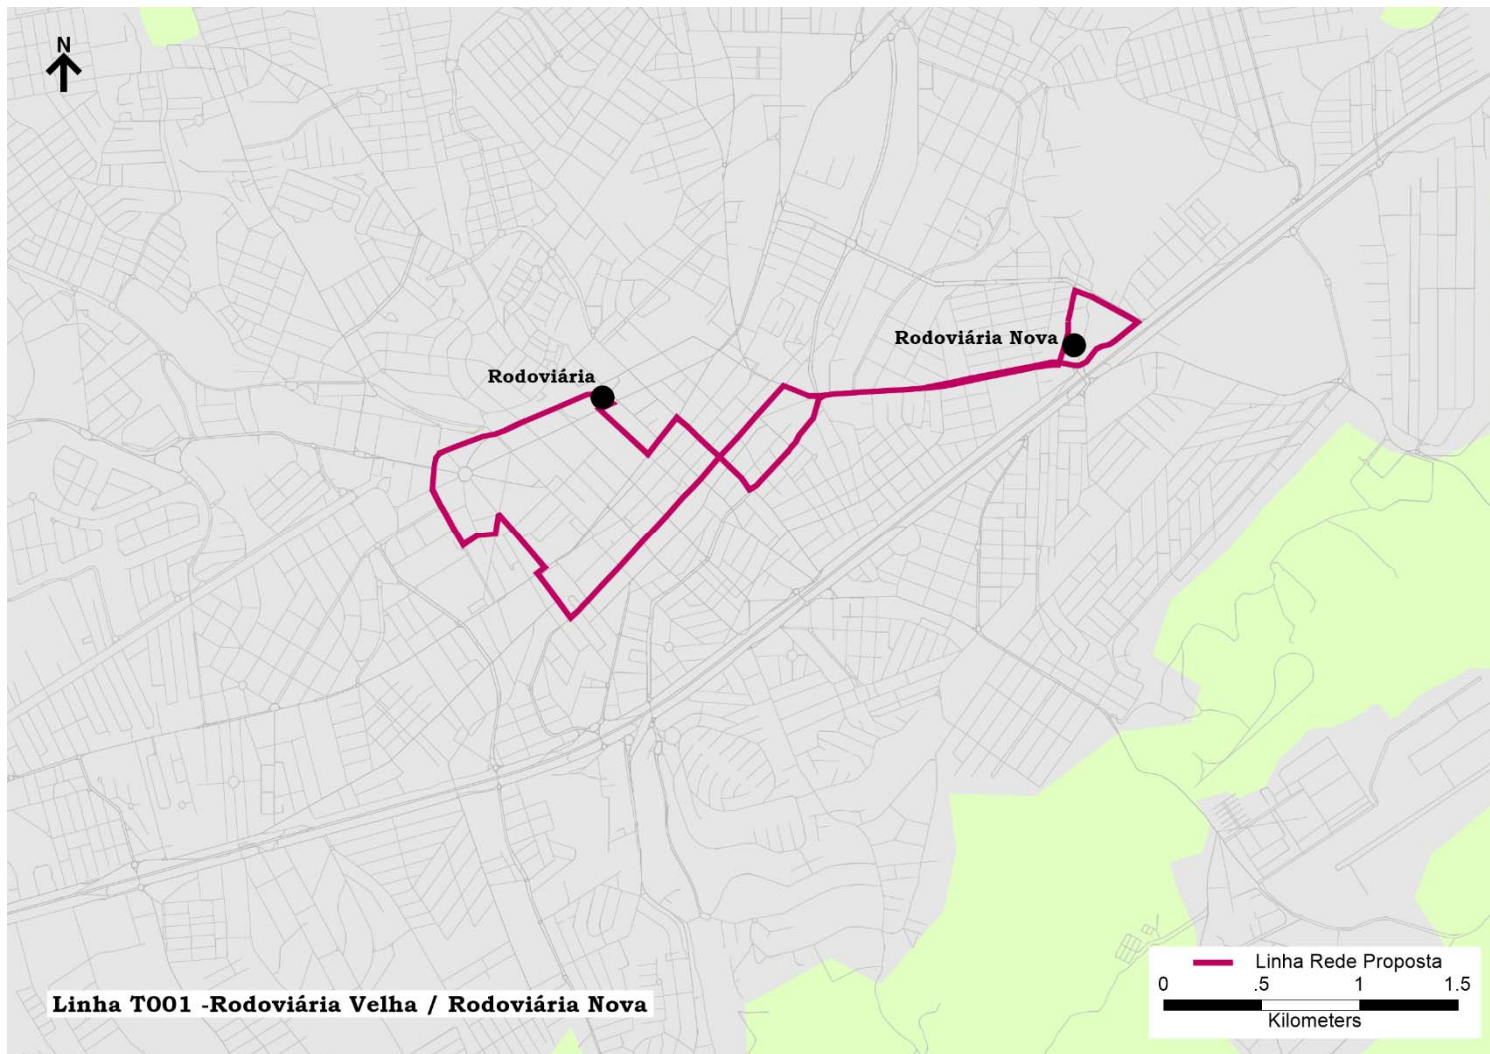 N
Rodoviária Nova
Rodoviária
Linha Rede Proposta
0 .5 1 1.5
Kilometers
Linha T001 -Rodoviária Velha / Rodoviária Nova